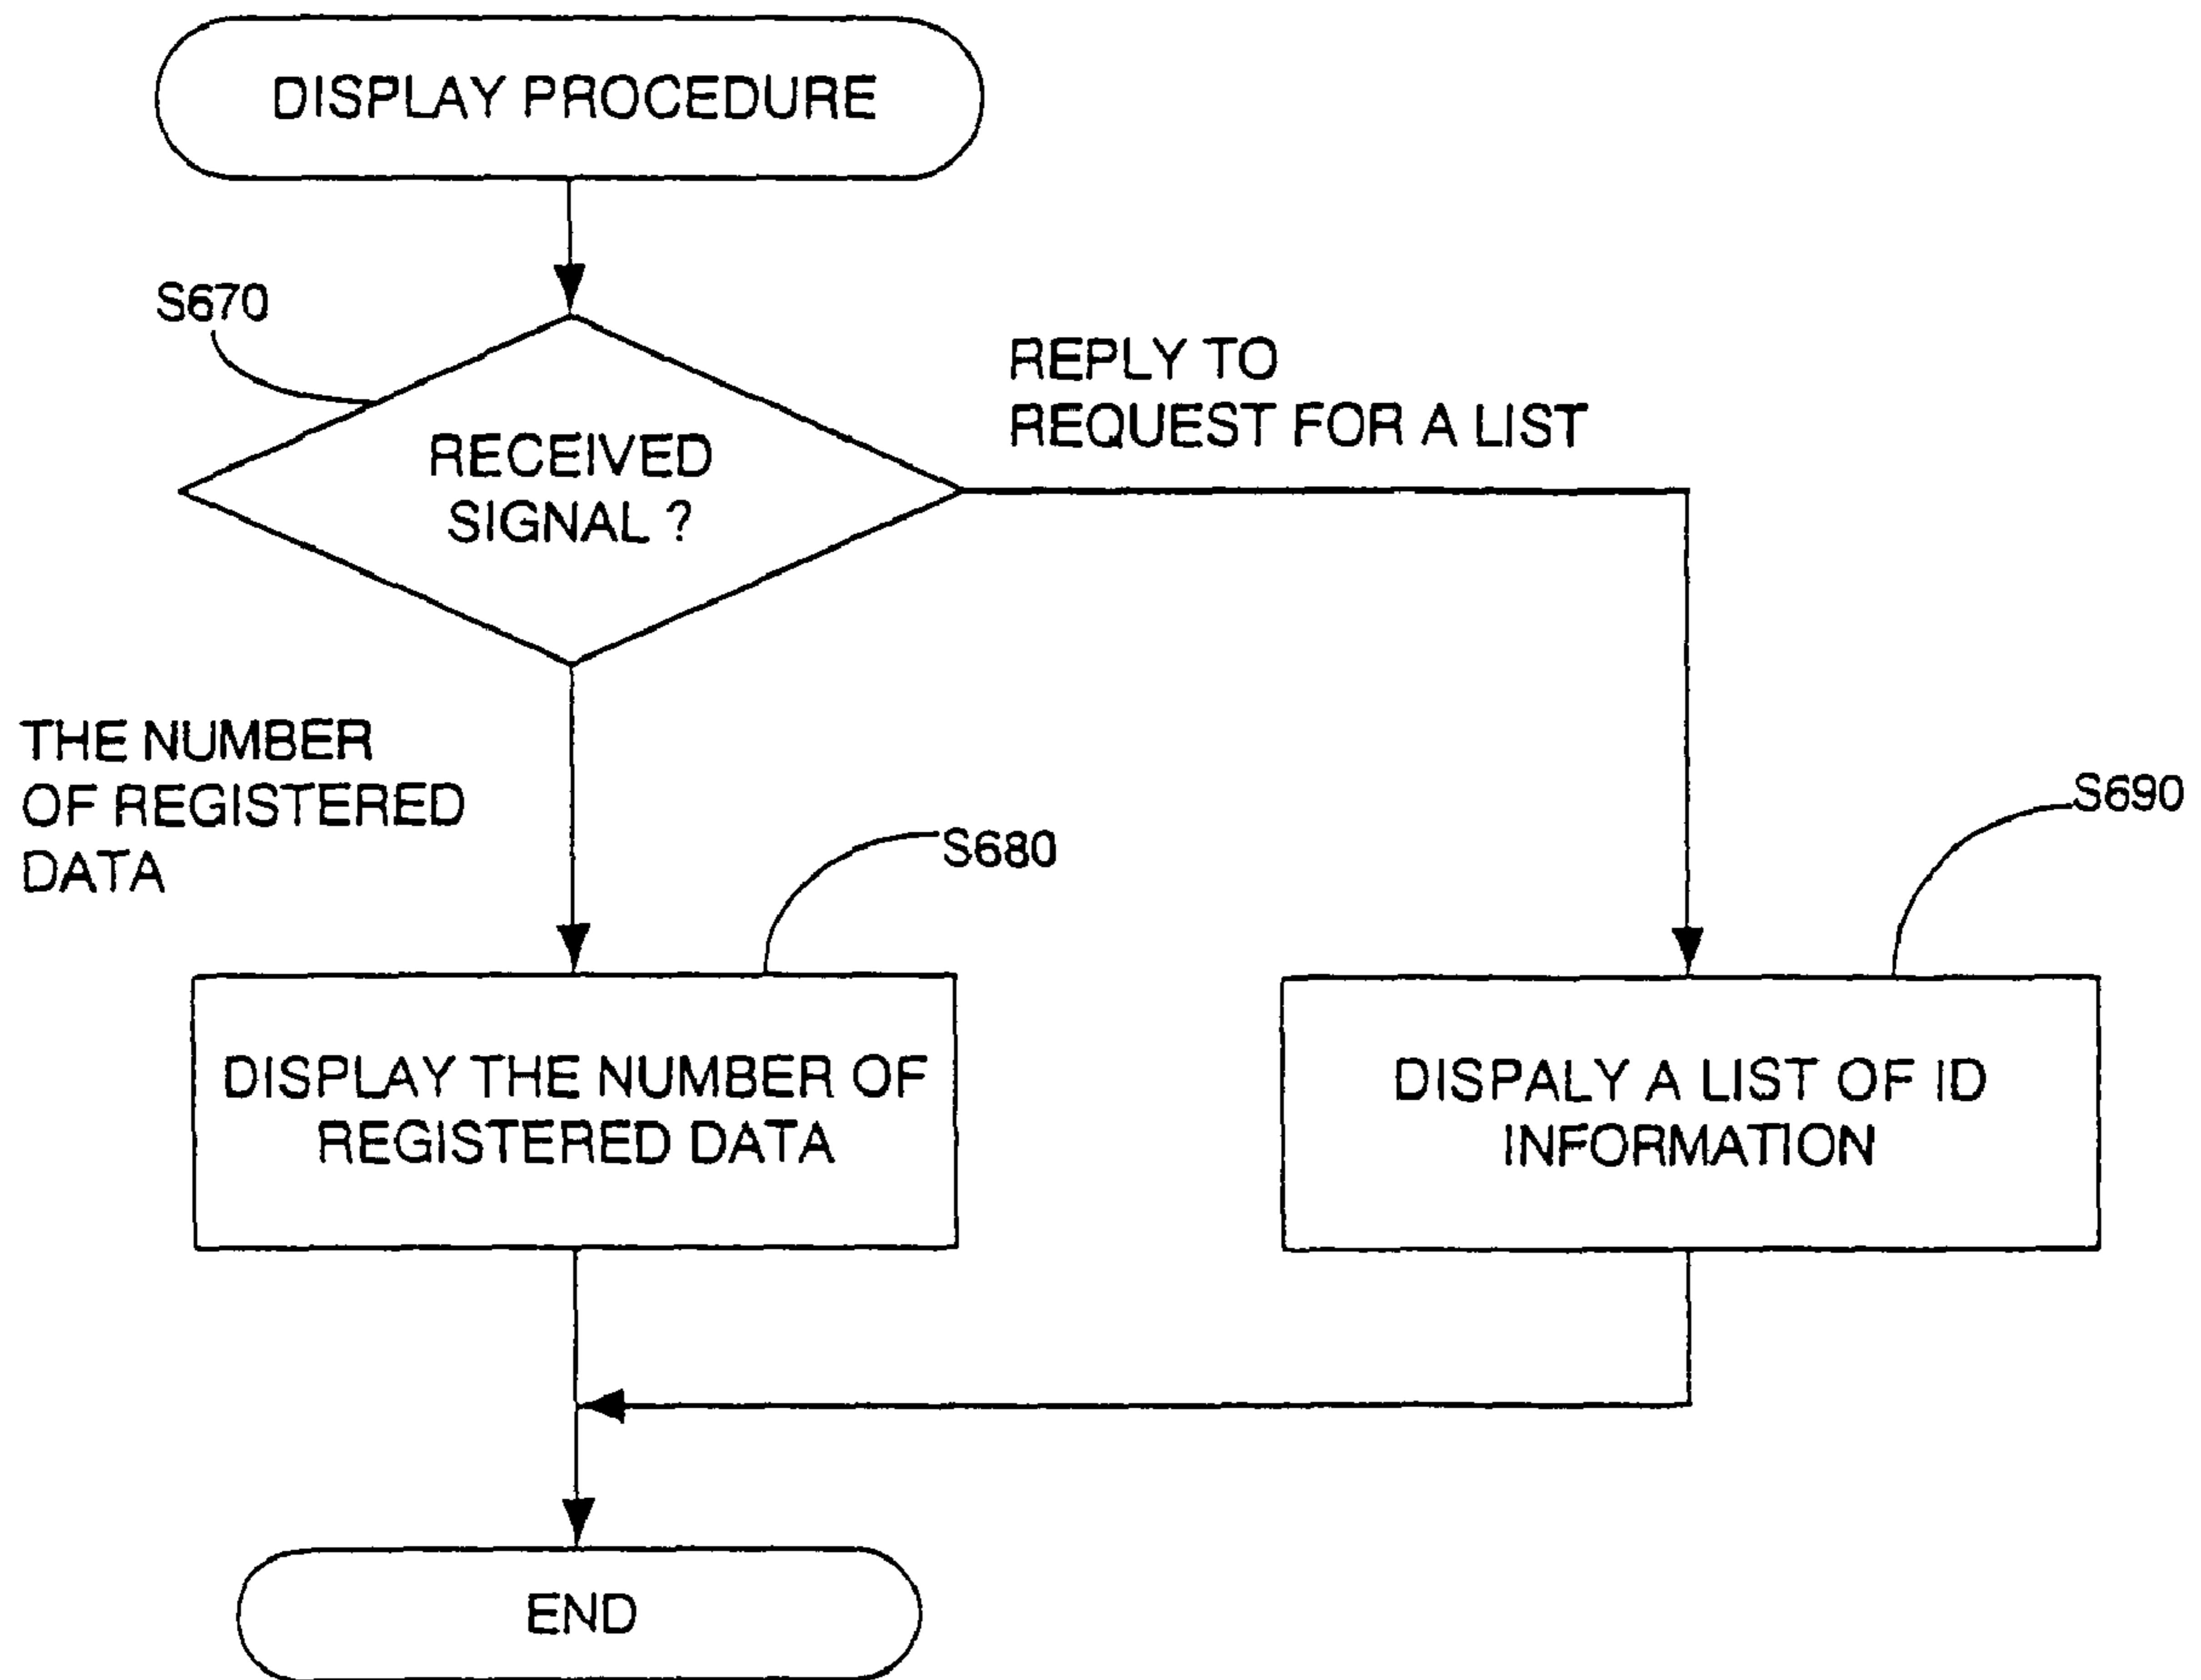 DISPLAY PROCEDURE
S670
RECEIVED
SIGNAL ?
REPLY TO
REQUEST FOR A LIST
THE NUMBER
OF REGISTERED
DATA
S680
S690
DISPLAY THE NUMBER OF
REGISTERED DATA
DISPALY A LIST OF ID
INFORMATION
END